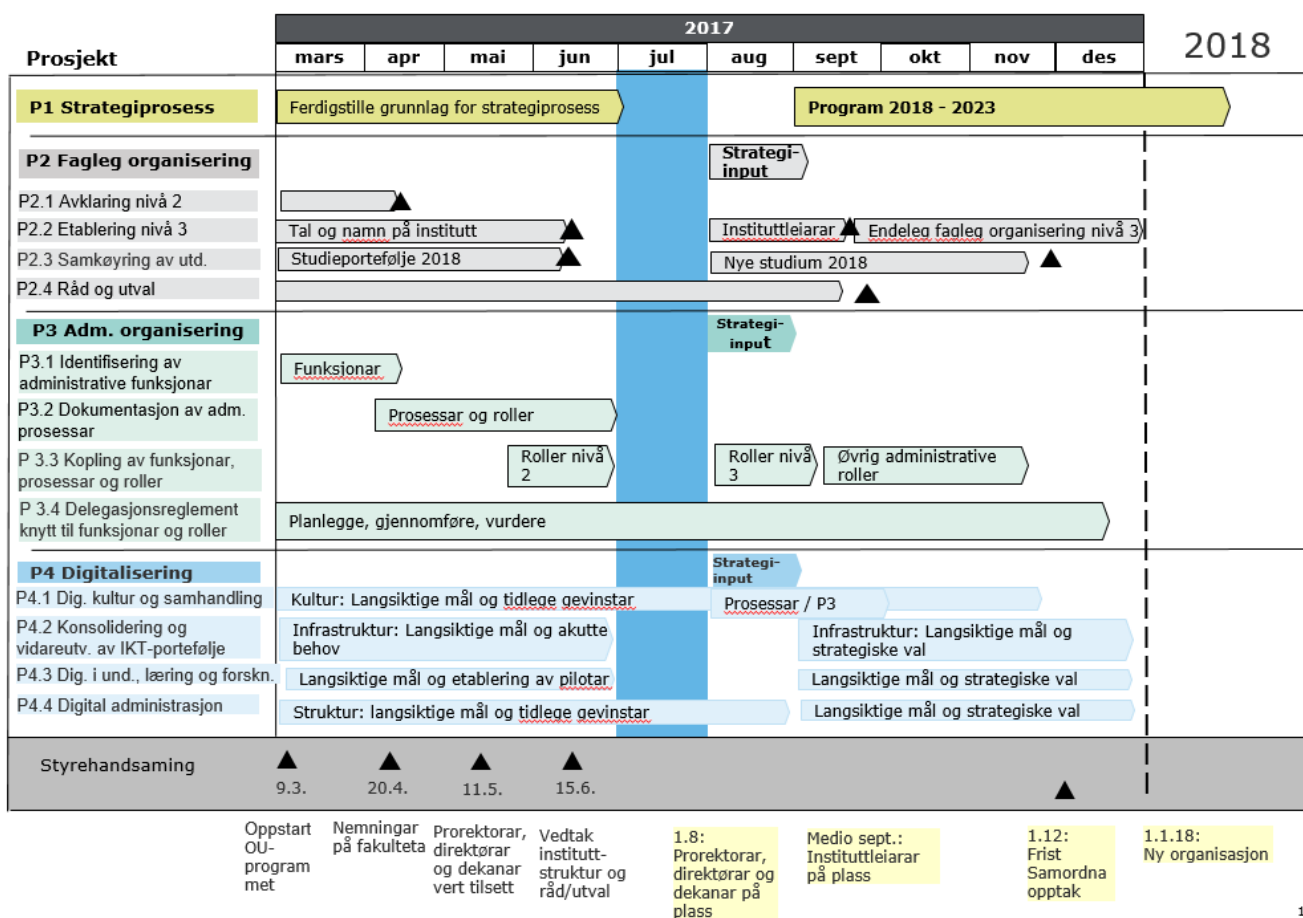 2017
2018
Prosjekt
mars apr mai jun jul aug sept okt nov des
P1 Strategiprosess
Ferdigstille grunnlag for strategiprosess
Program 2018 - 2023
P2 Fagleg organisering
Strategi-
input
P2.1 Avklaring nivå 2
P2.2 Etablering nivå 3
Tal og namn på institutt
Instituttleiarar
Endeleg fagleg organisering nivå 3
P2.3 Samkøyring av utd.
Studieportefølje 2018
Nye studium 2018
P2.4 Råd og utval
P3 Adm. organisering
Strategi-
input
P3.1 Identifisering av
administrative funksjonar
Funksjonar
P3.2 Dokumentasjon av adm.
prosessar
Prosessar og roller
P 3.3 Kopling av funksjonar,
prosessar og roller
Roller nivå
2
Roller nivå
3
Øvrig administrative
roller
P 3.4 Delegasjonsreglement
knytt til funksjonar og roller
Planlegge, gjennomføre, vurdere
P4 Digitalisering
Strategi-
input
P4.1 Dig. kultur og samhandling
Kultur: Langsiktige mål og tidlege gevinstar
Prosessar / P3
P4.2 Konsolidering og
vidareutv. av IKT-portefølje
Infrastruktur: Langsiktige mål og akutte
behov
Infrastruktur: Langsiktige mål og
strategiske val
P4.3 Dig. i und., læring og forskn.
Langsiktige mål og etablering av pilotar
Langsiktige mål og strategiske val
P4.4 Digital administrasjon
Struktur: langsiktige mål og tidlege gevinstar
Langsiktige mål og strategiske val
Styrehandsaming
9.3. 20.4. 11.5. 15.6.
Oppstart
OU-
program
met
Nemningar
på fakulteta
Prorektorar,
direktørar
og dekanar
vert tilsett
Vedtak
institutt-
struktur og
råd/utval
1.8:
Prorektorar,
direktørar og
dekanar på
plass
Medio sept.:
Instituttleiarar
på plass
1.12:
Frist
Samordna
opptak
1.1.18:
Ny organisasjon
1